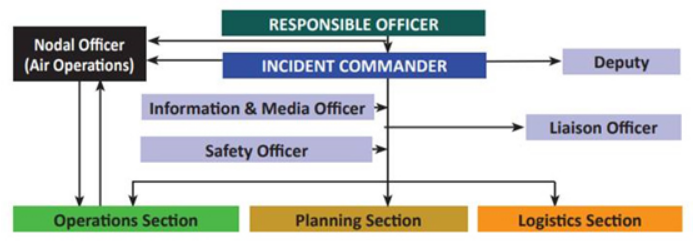 RESPONSIBLE OFFICER
Nodal Officer
(Air Operations)
INCIDENT COMMANDER
Deputy
Information & Media Officer
Liaison Officer
Safety Officer
Operations Section
Planning Section
Logistics Section